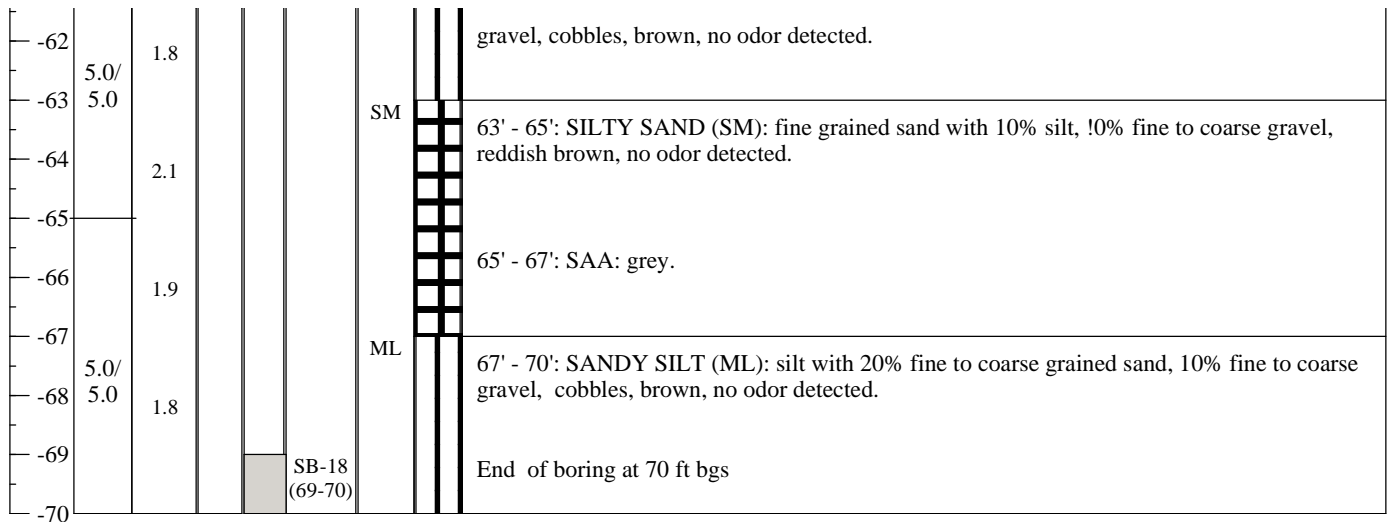 -62
-63
-64
-65
-66
-67
-68
-69
-70
5.0/
5.0
5.0/
5.0
1.8
2.1
1.9
1.8
SB-18
(69-70)
SM
ML
gravel, cobbles, brown, no odor detected.
63' - 65': SILTY SAND (SM): fine grained sand with 10% silt, !0% fine to coarse gravel,
reddish brown, no odor detected.
65' - 67': SAA: grey.
67' - 70': SANDY SILT (ML): silt with 20% fine to coarse grained sand, 10% fine to coarse
gravel, cobbles, brown, no odor detected.
End of boring at 70 ft bgs